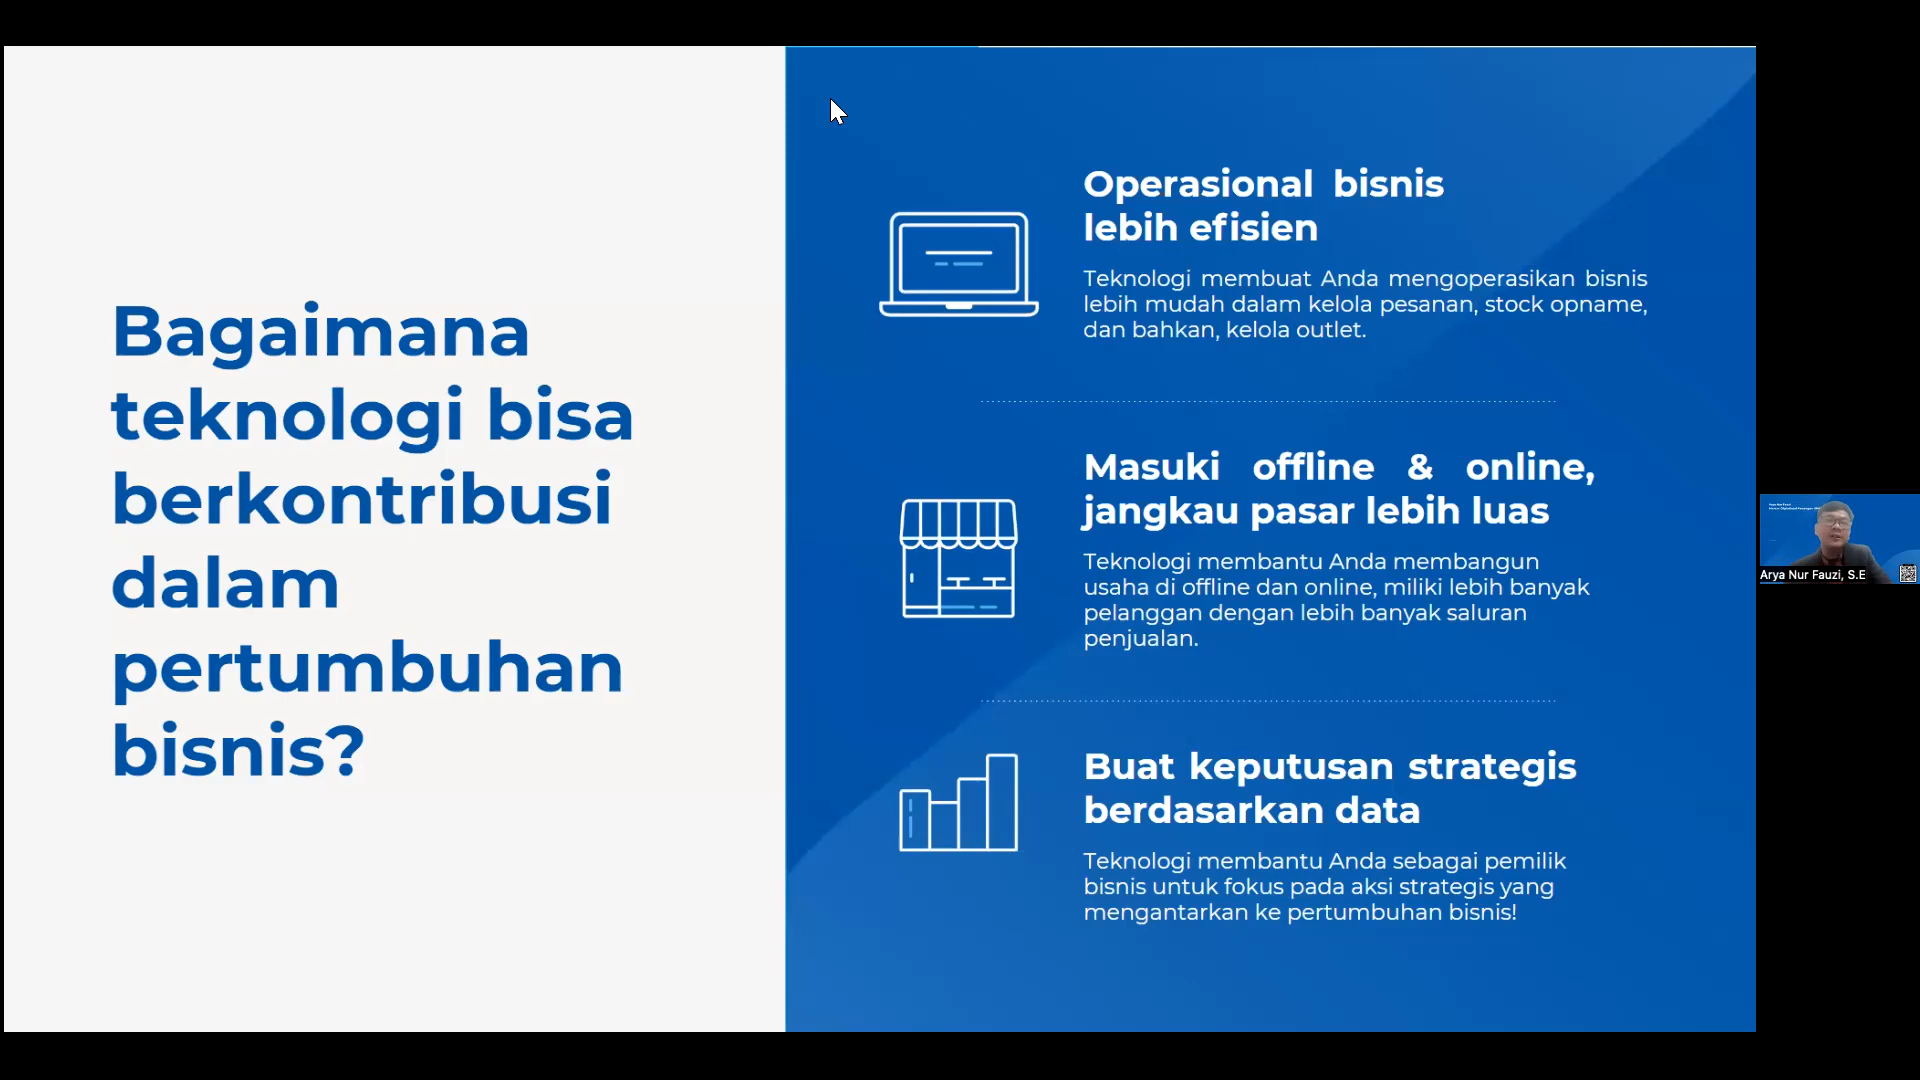 Bagaimana
teknologi bisa
berkontribusi
dalam
pertumbuhan
bisnis?
Operasional bisnis
lebih efisien
Teknologi membuat Anda mengoperasikan bisnis
lebih mudah dalam kelola pesanan, stock opname,
dan bahkan, kelola outlet.
Masuki offline & online,
jangkau pasar lebih luas
Teknologi membantu Anda membangun
usaha di offline dan online, miliki lebih banyak
pelanggan dengan lebih banyak saluran
penjualan.
Buat keputusan strategis
berdasarkan data
Teknologi membantu Anda sebagai pemilik
bisnis untuk fokus pada aksi strategis yang
mengantarkan ke pertumbuhan bisnis!
Arya Nur Fauzi, S.E